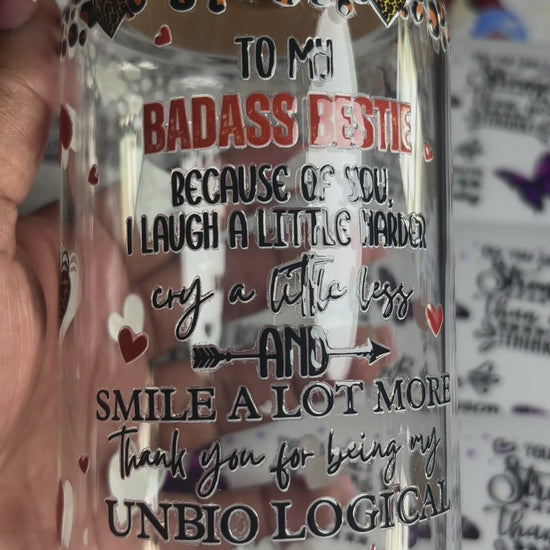 TO MY
BADASS BESTIE
BECAUSE OF YOU,
I LAUGH A LITTLE HARDER
cry a little less
AND
SMILE A LOT MORE
thank you for being my
UNBIO LOGICAL